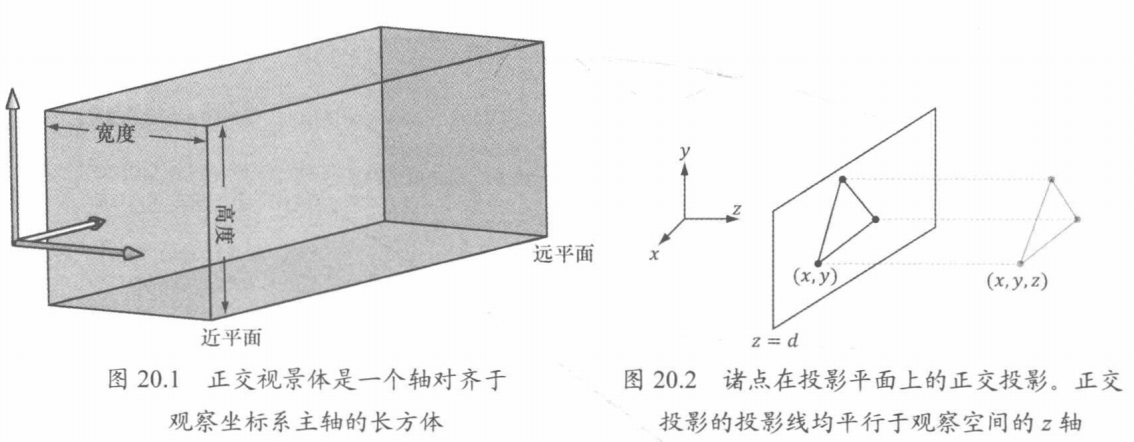 宽度
高度
远平面
近平面
图 20.1 正交视景体是一个轴对齐于
观察坐标系主轴的长方体
y
z
x
(x,y)
(x,y,z)
z = d
图 20.2 诸点在投影平面上的正交投影。正交
投影的投影线均平行于观察空间的 z 轴